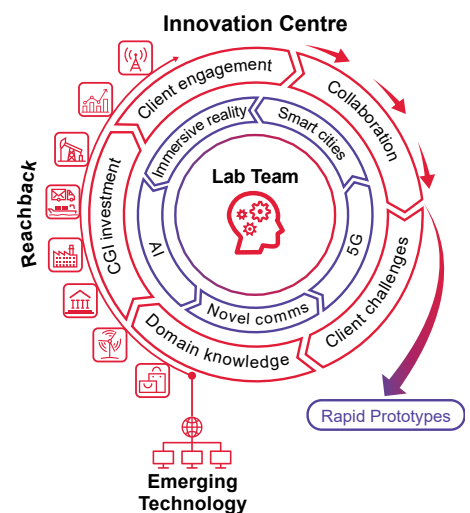 Innovation Centre
Client engagement
Collaboration
Client challenges
Domain knowledge
CGI investment
Immersive reality
Smart cities
5G
Novel comms
AI
Lab Team
Reachback
Rapid Prototypes
Emerging
Technology